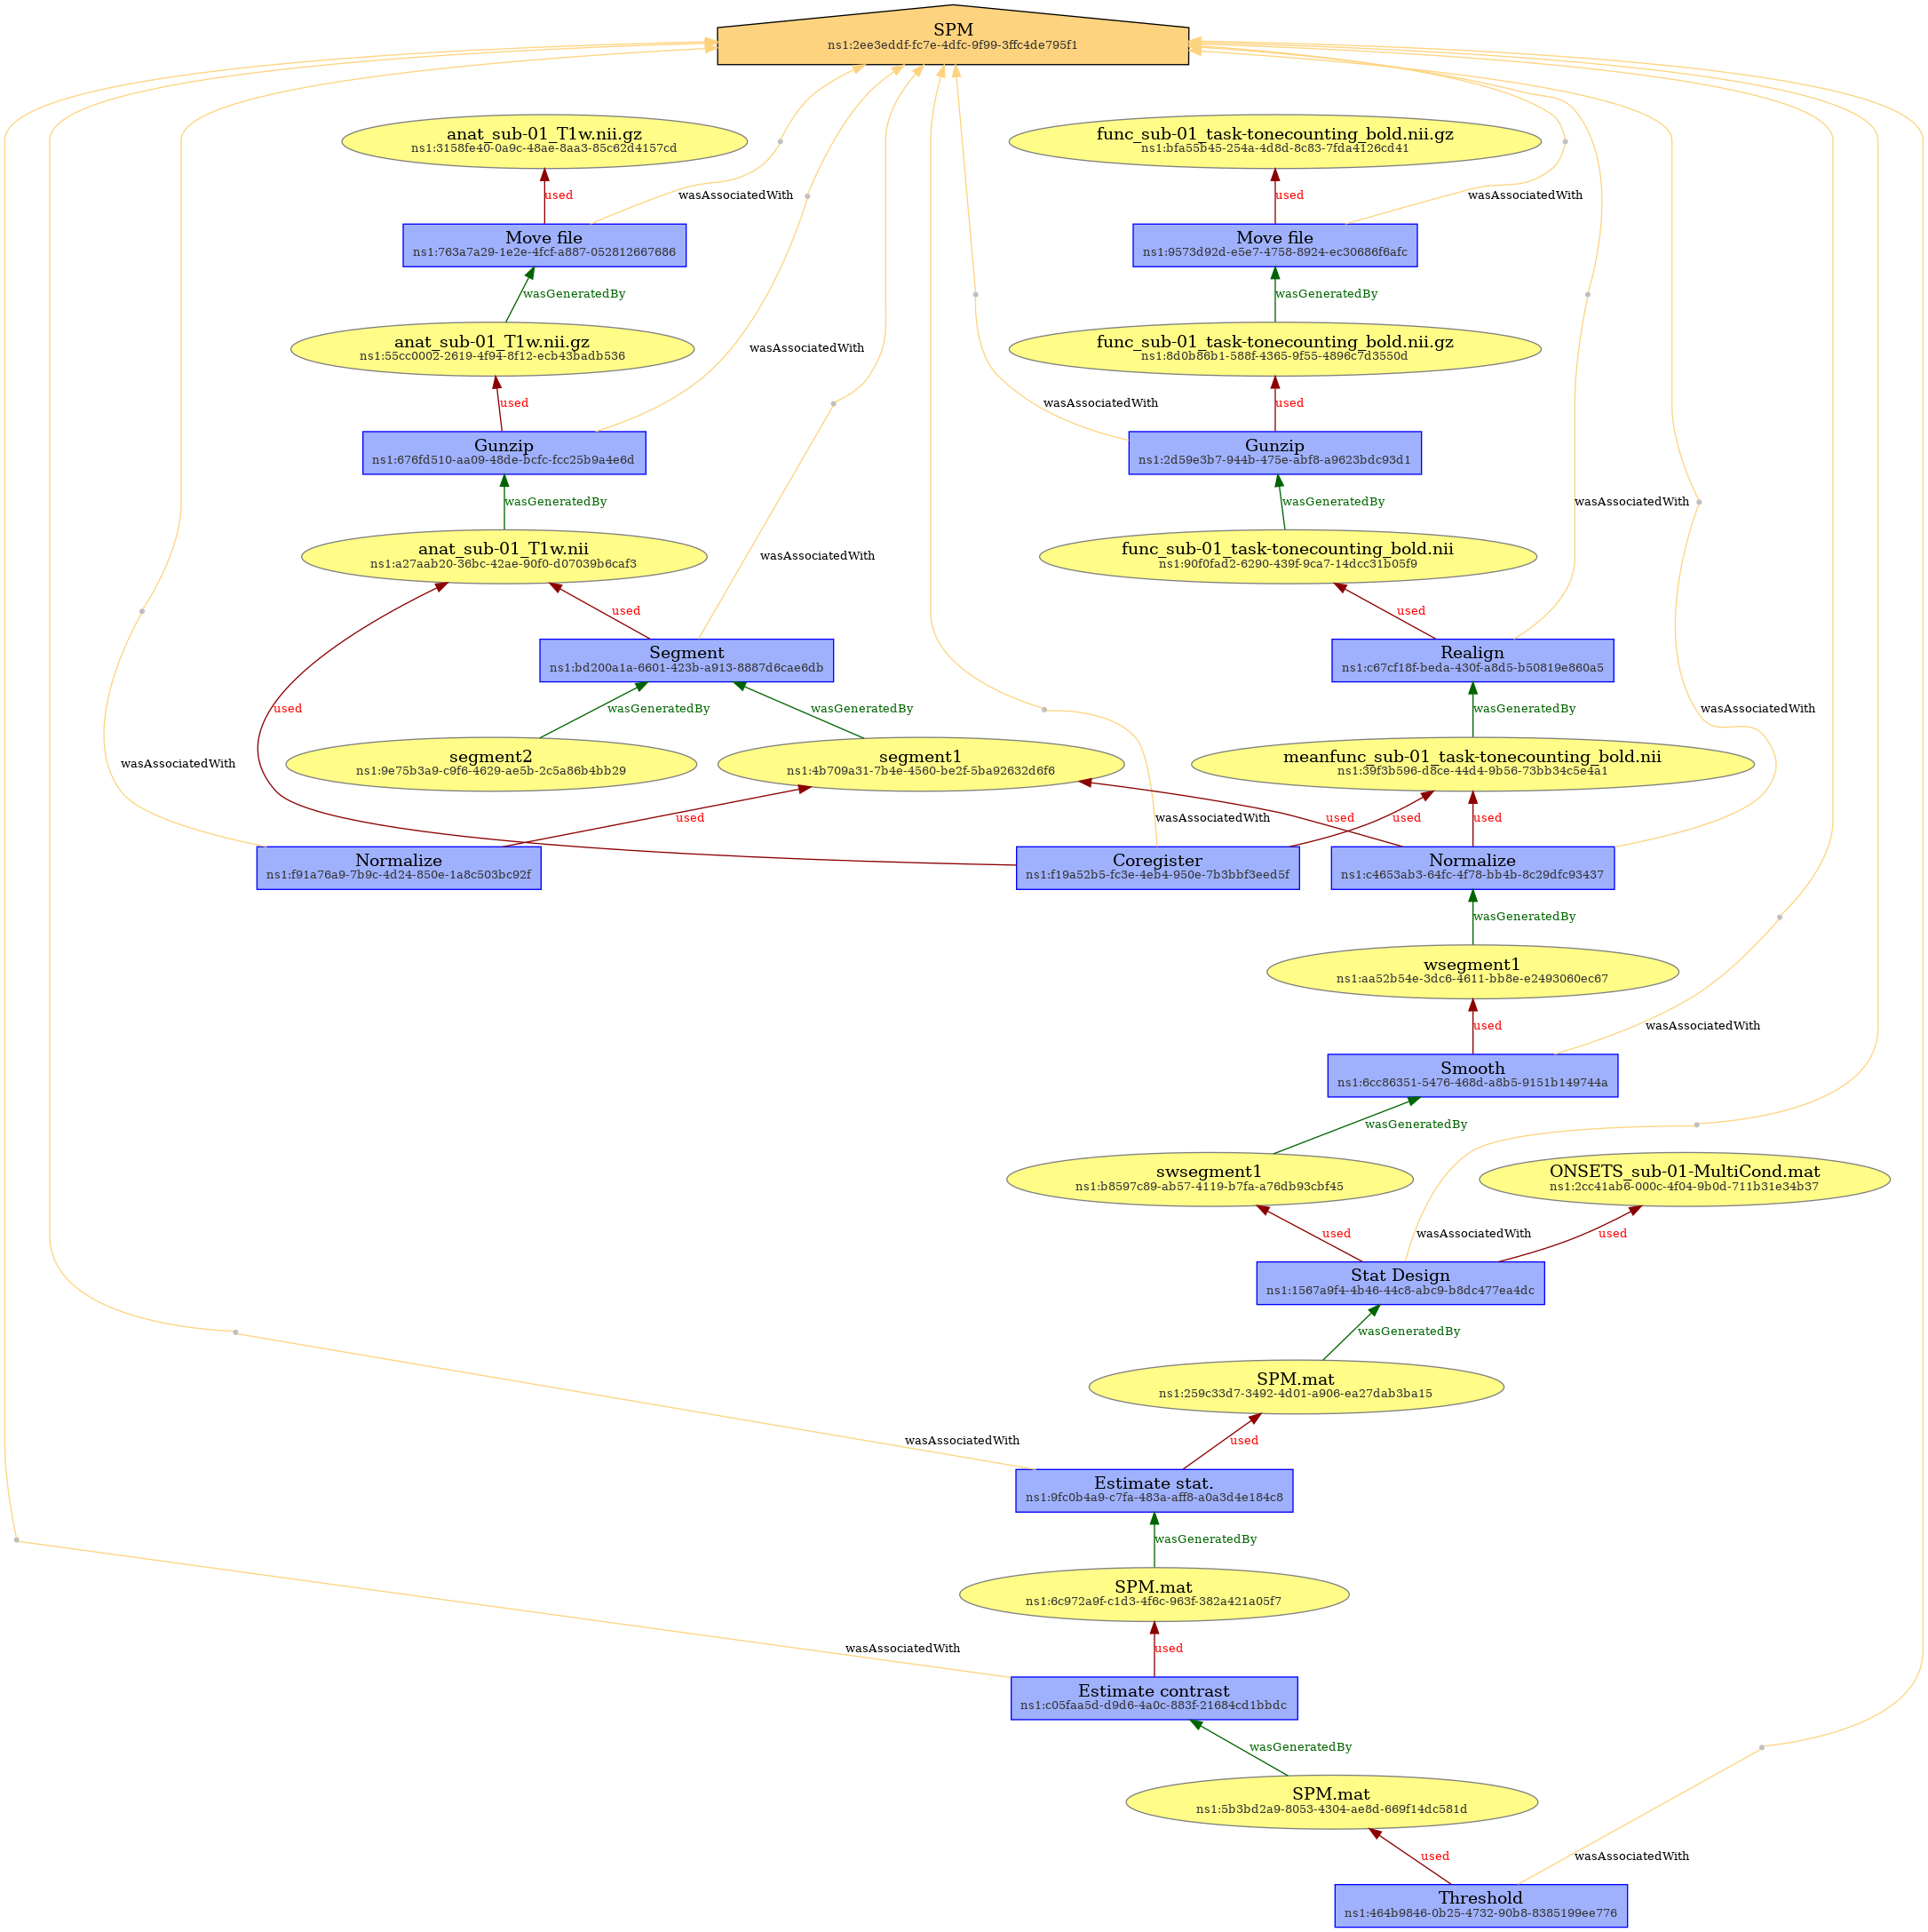 SPM
ns1:2ee3eddf-fc7e-4dfc-9f99-3ffc4de795f1
anat_sub-01_T1w.nii.gz
ns1:3158fe40-0a9c-48ae-8aa3-85c62d4157cd
func_sub-01_task-tonecounting_bold.nii.gz
ns1:bfa55b45-254a-4d8d-8c83-7fda4126cd41
used
wasAssociatedWith
used
wasAssociatedWith
Move file
ns1:763a7a29-1e2e-4fcf-a887-052812667686
Move file
ns1:9573d92d-e5e7-4758-8924-ec30686f6afc
wasGeneratedBy
wasGeneratedBy
anat_sub-01_T1w.nii.gz
ns1:55cc0002-2619-4f94-8f12-ecb43badb536
wasAssociatedWith
func_sub-01_task-tonecounting_bold.nii.gz
ns1:8d0b86b1-588f-4365-9f55-4896c7d3550d
used
wasAssociatedWith
used
Gunzip
ns1:676fd510-aa09-48de-bcfc-fcc25b9a4e6d
Gunzip
ns1:2d59e3b7-944b-475e-abf8-a9623bdc93d1
wasGeneratedBy
wasGeneratedBy
wasAssociatedWith
anat_sub-01_T1w.nii
ns1:a27aab20-36bc-42ae-90f0-d07039b6caf3
wasAssociatedWith
func_sub-01_task-tonecounting_bold.nii
ns1:90f0fad2-6290-439f-9ca7-14dcc31b05f9
used
used
Segment
ns1:bd200a1a-6601-423b-a913-8887d6cae6db
Realign
ns1:c67cf18f-beda-430f-a8d5-b50819e860a5
used
wasGeneratedBy
wasGeneratedBy
wasGeneratedBy
wasAssociatedWith
wasAssociatedWith
segment2
ns1:9e75b3a9-c9f6-4629-ae5b-2c5a86b4bb29
segment1
ns1:4b709a31-7b4e-4560-be2f-5ba92632d6f6
meanfunc_sub-01_task-tonecounting_bold.nii
ns1:39f3b596-d8ce-44d4-9b56-73bb34c5e4a1
used
wasAssociatedWith
used
used
used
Normalize
ns1:f91a76a9-7b9c-4d24-850e-1a8c503bc92f
Coregister
ns1:f19a52b5-fc3e-4eb4-950e-7b3bbf3eed5f
Normalize
ns1:c4653ab3-64fc-4f78-bb4b-8c29dfc93437
wasGeneratedBy
wsegment1
ns1:aa52b54e-3dc6-4611-bb8e-e2493060ec67
used
wasAssociatedWith
Smooth
ns1:6cc86351-5476-468d-a8b5-9151b149744a
wasGeneratedBy
swsegment1
ns1:b8597c89-ab57-4119-b7fa-a76db93cbf45
ONSETS_sub-01-MultiCond.mat
ns1:2cc41ab6-000c-4f04-9b0d-711b31e34b37
used
wasAssociatedWith
used
Stat Design
ns1:1567a9f4-4b46-44c8-abc9-b8dc477ea4dc
wasGeneratedBy
SPM.mat
ns1:259c33d7-3492-4d01-a906-ea27dab3ba15
wasAssociatedWith
used
Estimate stat.
ns1:9fc0b4a9-c7fa-483a-aff8-a0a3d4e184c8
wasGeneratedBy
SPM.mat
ns1:6c972a9f-c1d3-4f6c-963f-382a421a05f7
wasAssociatedWith
used
Estimate contrast
ns1:c05faa5d-d9d6-4a0c-883f-21684cd1bbdc
wasGeneratedBy
SPM.mat
ns1:5b3bd2a9-8053-4304-ae8d-669f14dc581d
used
wasAssociatedWith
Threshold
ns1:464b9846-0b25-4732-90b8-8385199ee776